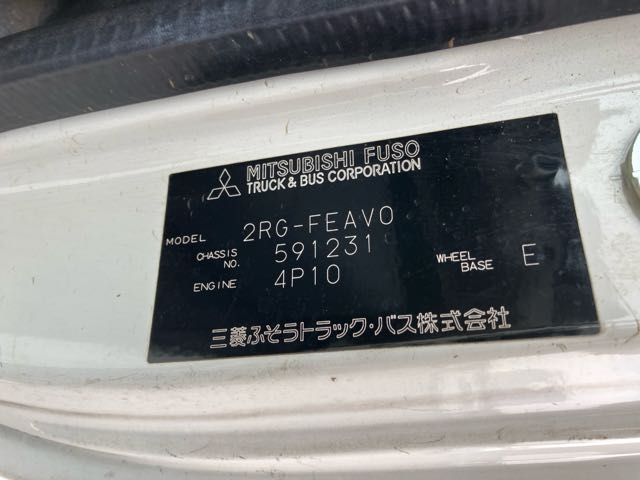 MITSUBISHI FUSO
TRUCK & BUS CORPORATION
MODEL 2RG-FEAV0
CHASSIS NO. 591231
ENGINE 4P10 WHEEL BASE E
三菱ふそうトラック・バス株式会社